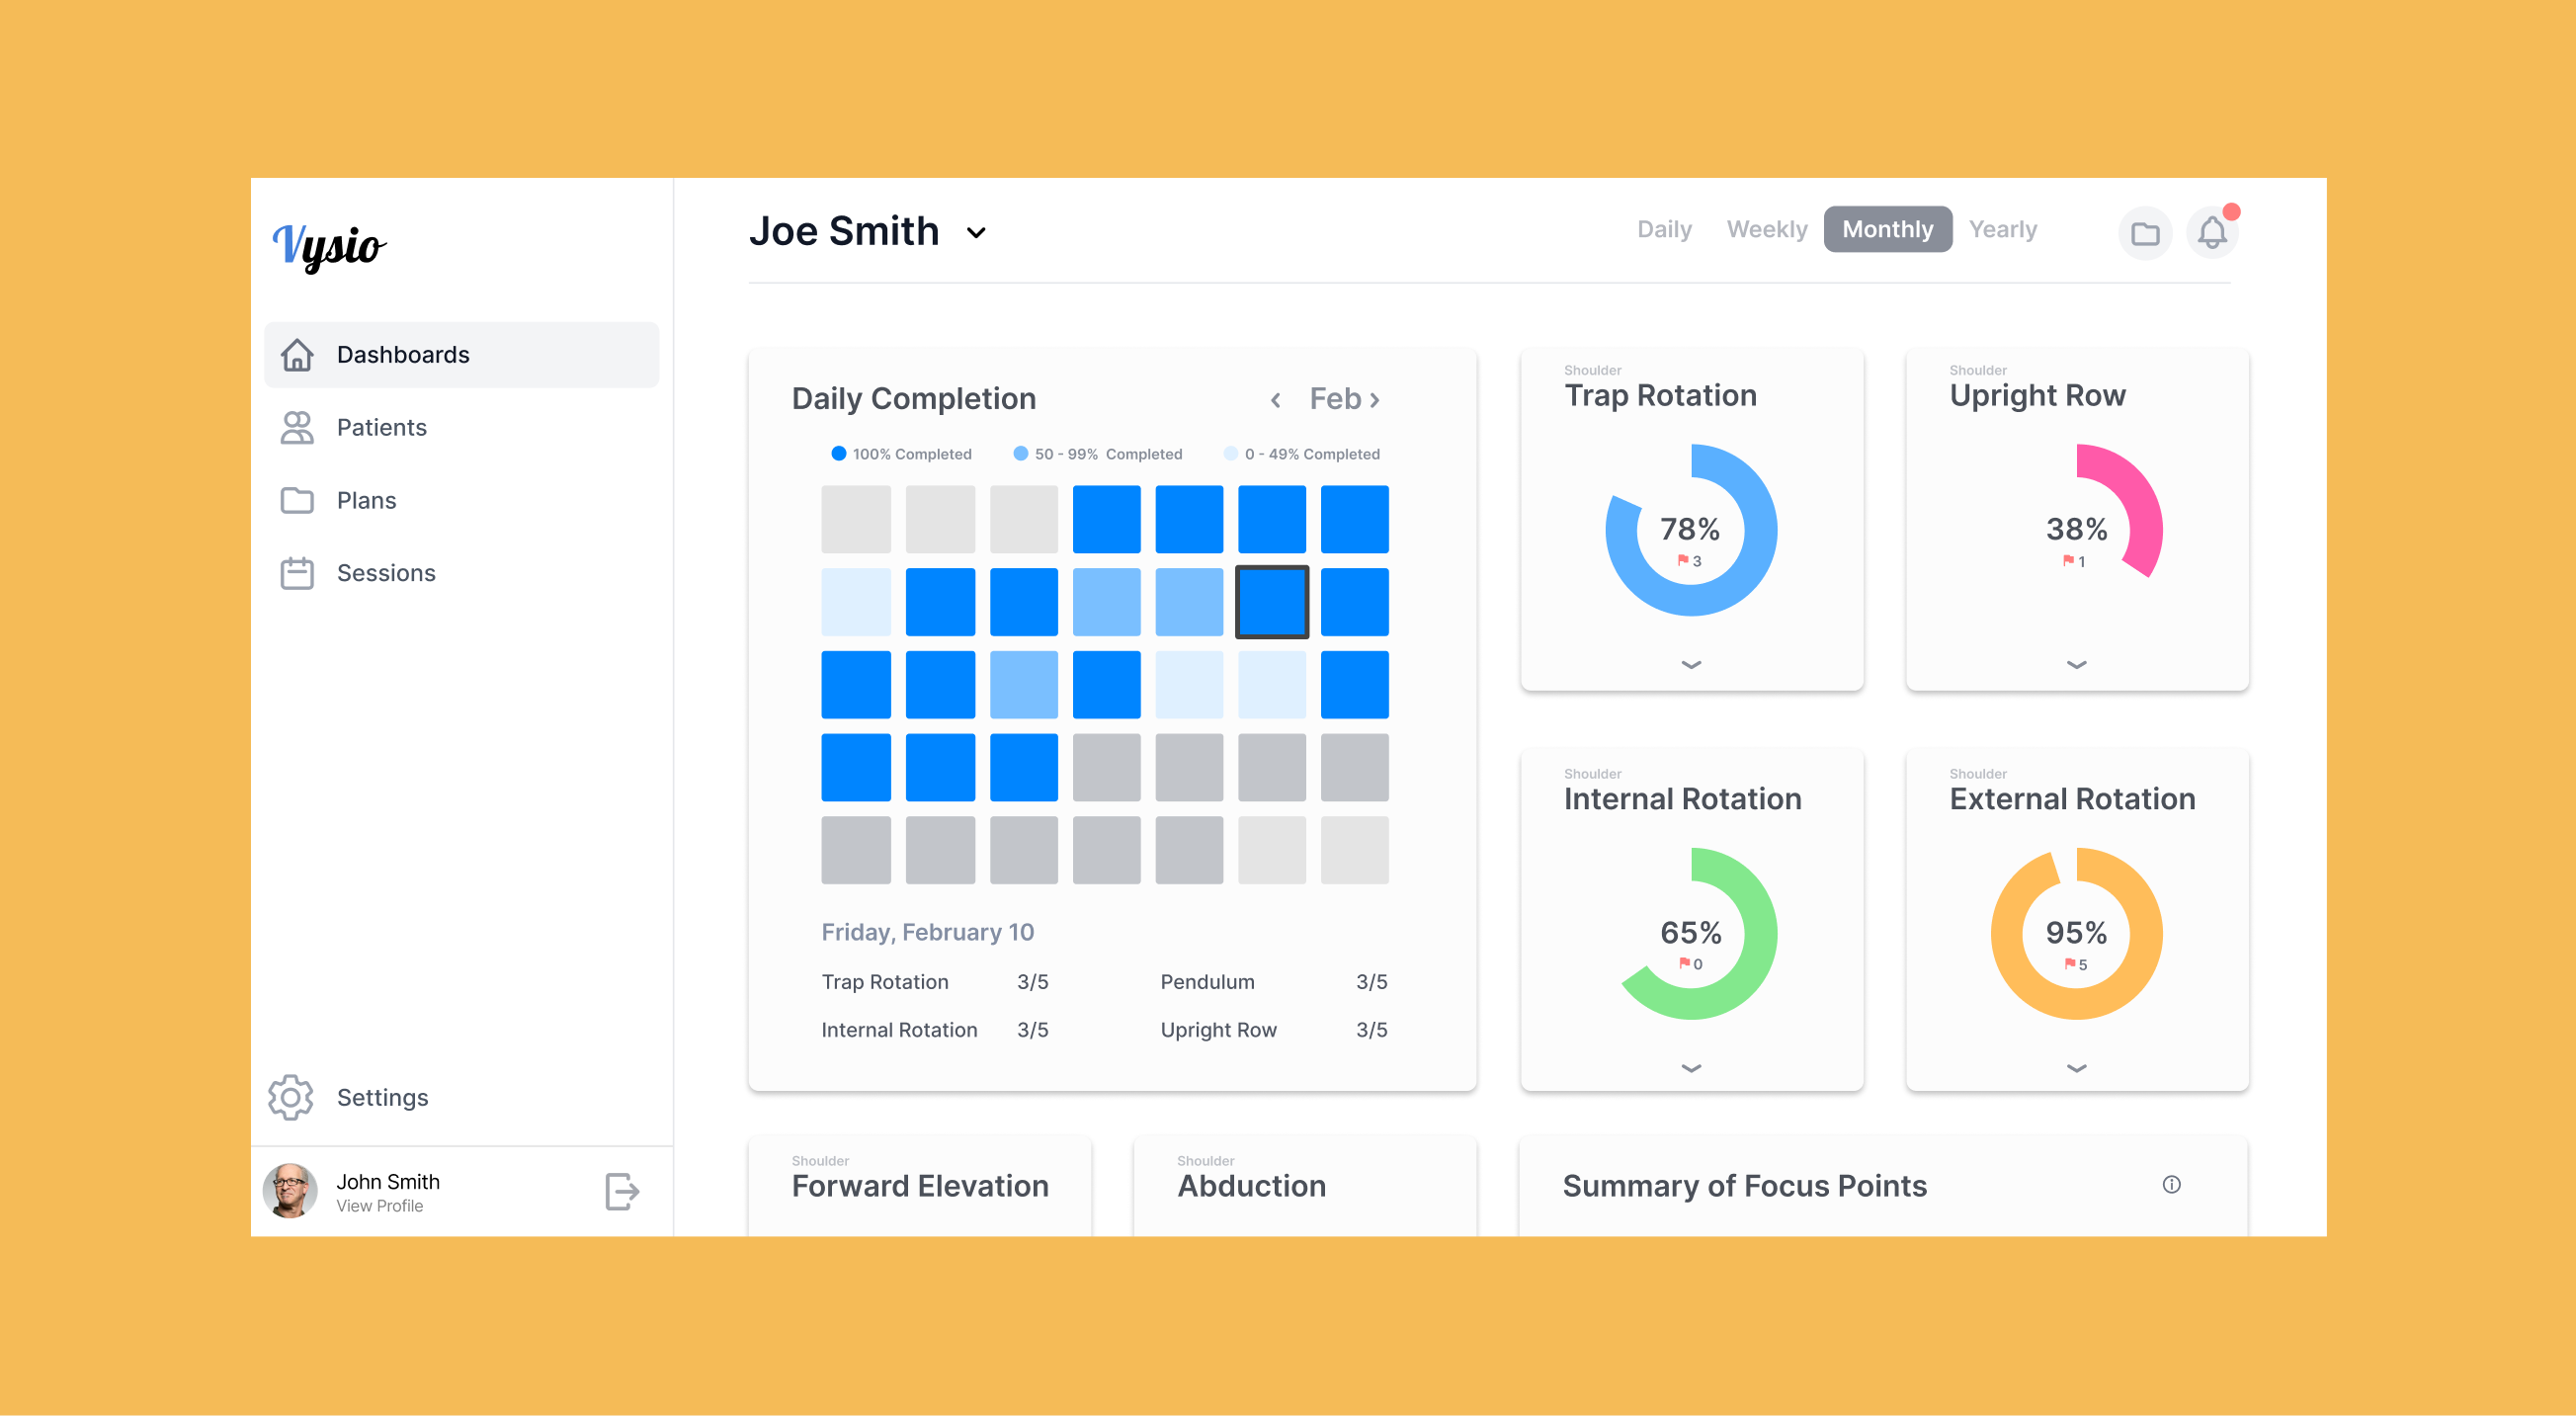 Vysio
Dashboards
Patients
Plans
Sessions
Settings
John Smith
View Profile
Joe Smith
Daily Weekly Monthly Yearly
Daily Completion
Feb
100% Completed 50 - 99% Completed 0 - 49% Completed
Friday, February 10
Trap Rotation 3/5 Pendulum 3/5
Internal Rotation 3/5 Upright Row 3/5
Shoulder
Trap Rotation
78%
3
Shoulder
Upright Row
38%
1
Shoulder
Internal Rotation
65%
0
Shoulder
External Rotation
95%
5
Shoulder
Forward Elevation
Shoulder
Abduction
Summary of Focus Points